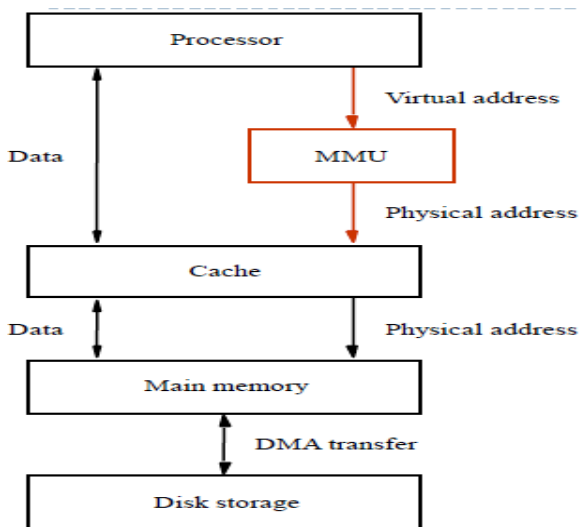 Processor
Virtual address
Data
MMU
Physical address
Cache
Data
Physical address
Main memory
DMA transfer
Disk storage